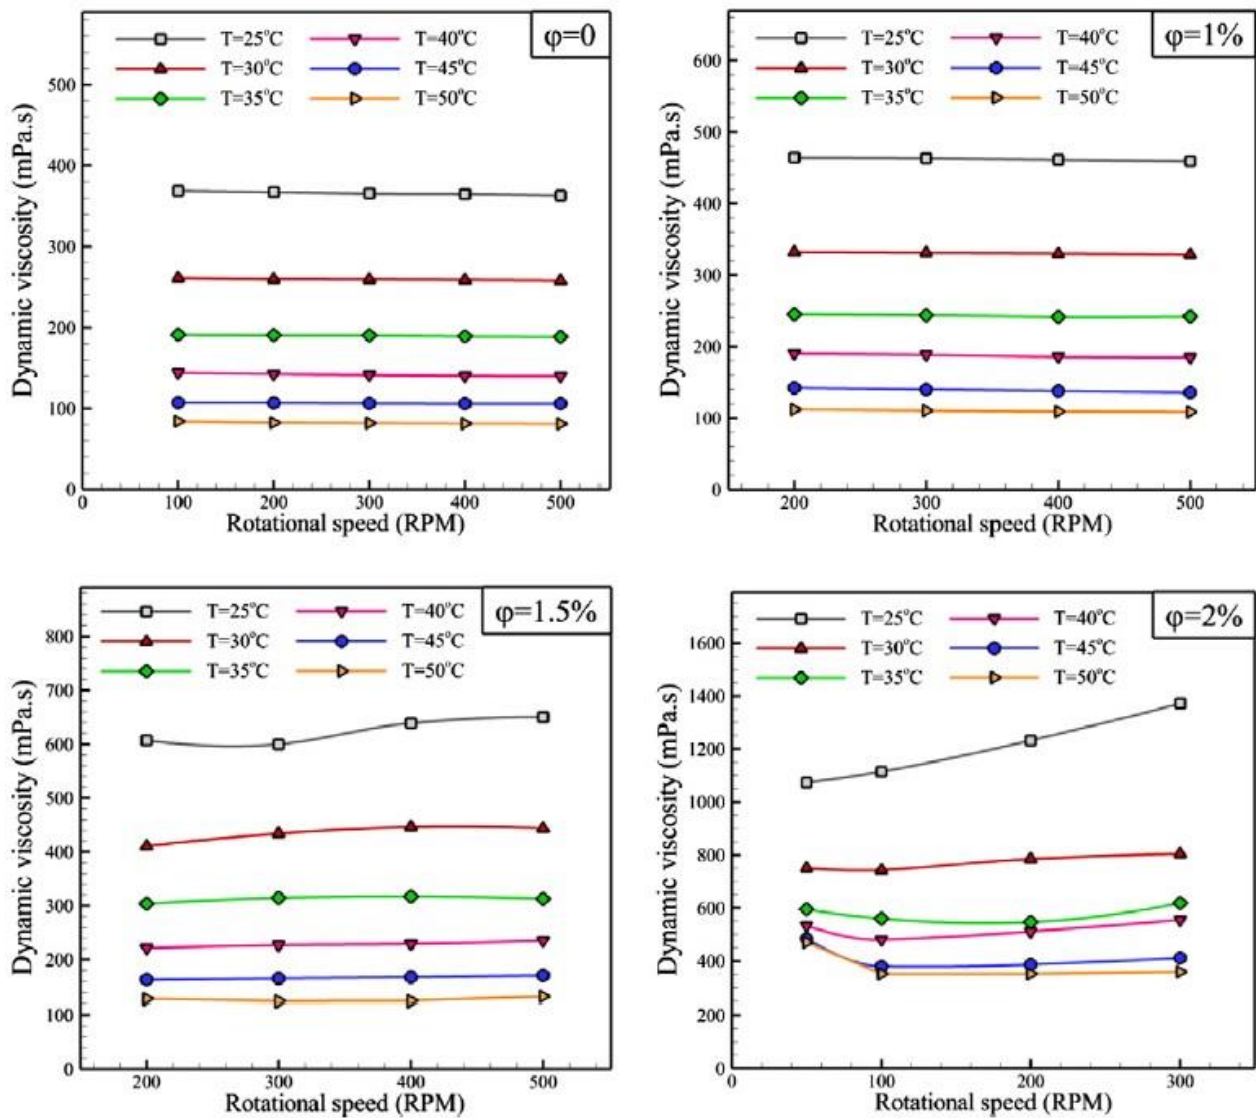 φ=0
T=25°C
T=40°C
T=30°C
T=45°C
T=35°C
T=50°C
Dynamic viscosity (mPa.s)
500
400
300
200
100
0
0 100 200 300 400 500
Rotational speed (RPM)
φ=1%
T=25°C
T=40°C
T=30°C
T=45°C
T=35°C
T=50°C
Dynamic viscosity (mPa.s)
600
500
400
300
200
100
0
200 300 400 500
Rotational speed (RPM)
φ=1.5%
T=25°C
T=40°C
T=30°C
T=45°C
T=35°C
T=50°C
Dynamic viscosity (mPa.s)
800
700
600
500
400
300
200
100
0
200 300 400 500
Rotational speed (RPM)
φ=2%
T=25°C
T=40°C
T=30°C
T=45°C
T=35°C
T=50°C
Dynamic viscosity (mPa.s)
1600
1400
1200
1000
800
600
400
200
0
0 100 200 300
Rotational speed (RPM)